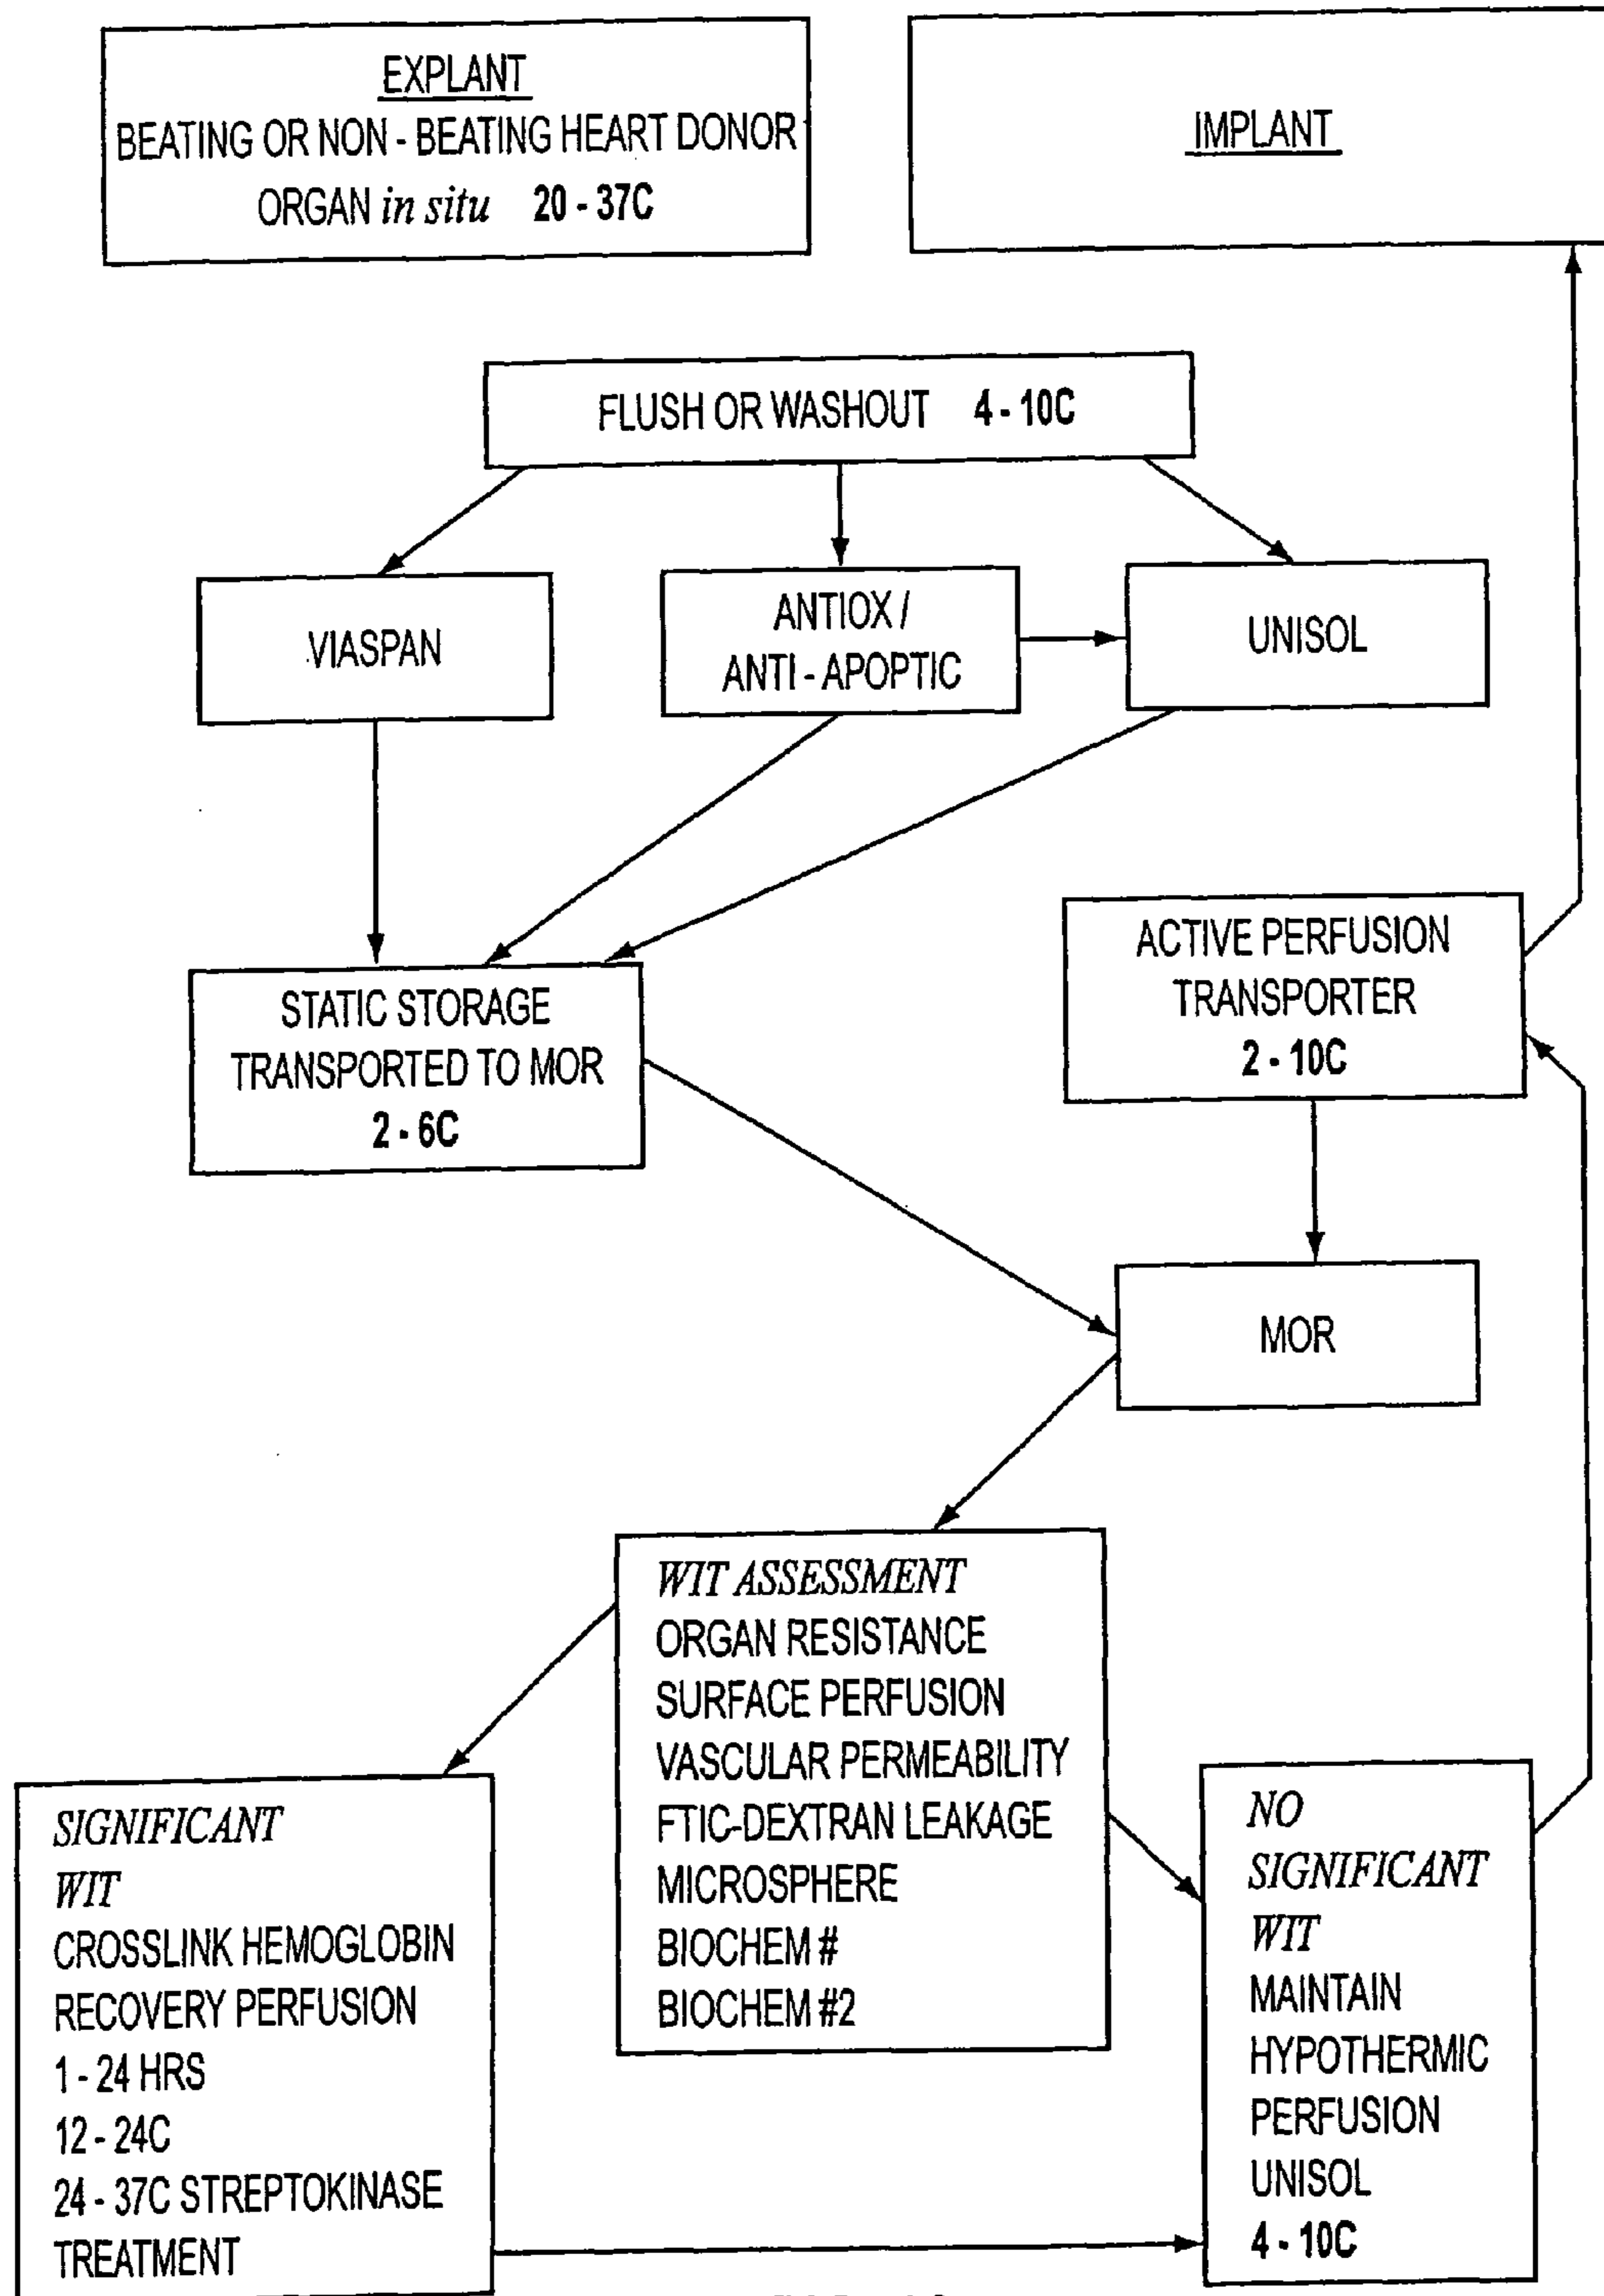 EXPLANT
BEATING OR NON - BEATING HEART DONOR
ORGAN in situ 20 - 37C
IMPLANT
FLUSH OR WASHOUT 4 - 10C
VIASPAN
ANTIOX /
ANTI - APOPTIC
UNISOL
STATIC STORAGE
TRANSPORTED TO MOR
2 - 6C
ACTIVE PERFUSION
TRANSPORTER
2 - 10C
MOR
WIT ASSESSMENT
ORGAN RESISTANCE
SURFACE PERFUSION
VASCULAR PERMEABILITY
FTIC-DEXTRAN LEAKAGE
MICROSPHERE
BIOCHEM #
BIOCHEM #2
SIGNIFICANT
WIT
CROSSLINK HEMOGLOBIN
RECOVERY PERFUSION
1 - 24 HRS
12 - 24C
24 - 37C STREPTOKINASE
TREATMENT
NO
SIGNIFICANT
WIT
MAINTAIN
HYPOTHERMIC
PERFUSION
UNISOL
4 - 10C